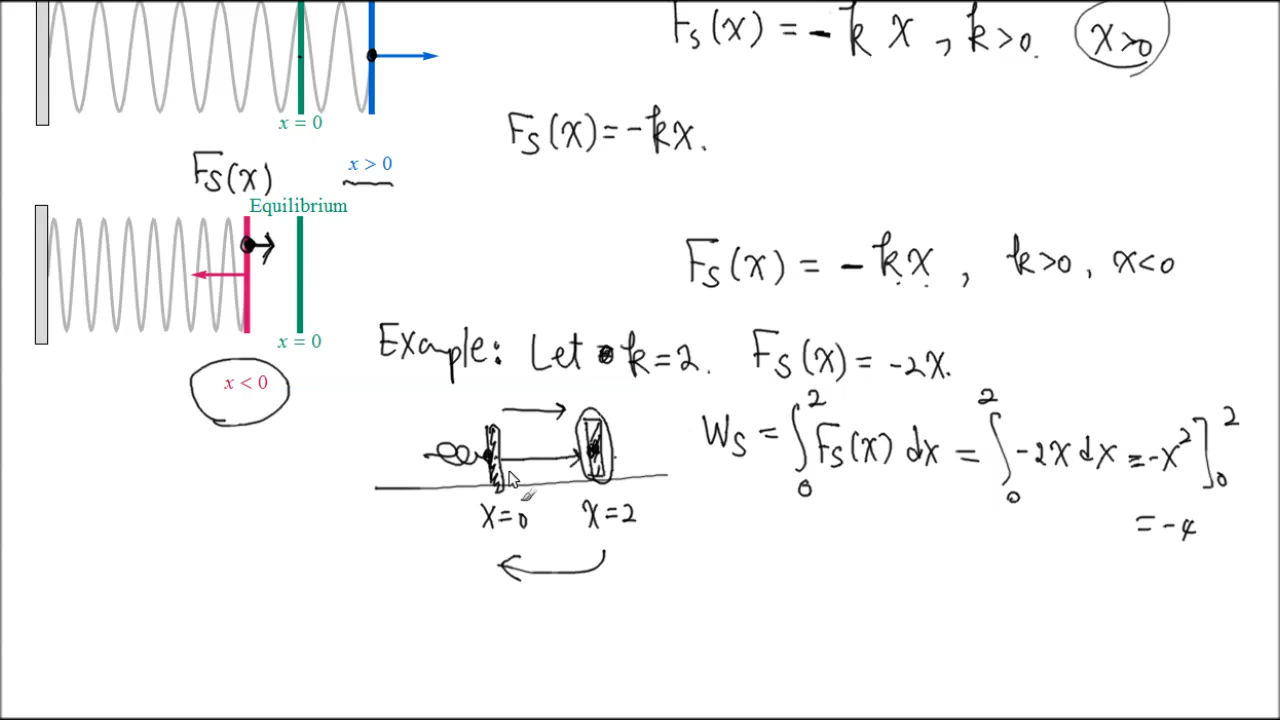 Fs(x) = -kx, k>0. x>0
x = 0
Fs(x) = -kx.
x > 0
Fs(x)
Equilibrium
Fs(x) = -kx, k>0, x<0
x = 0
Example: Let k=2. Fs(x) = -2x.
x < 0
Ws = ∫₀² Fs(x) dx = ∫₀² -2x dx = -x²]₀²
x=0 x=2
= -4